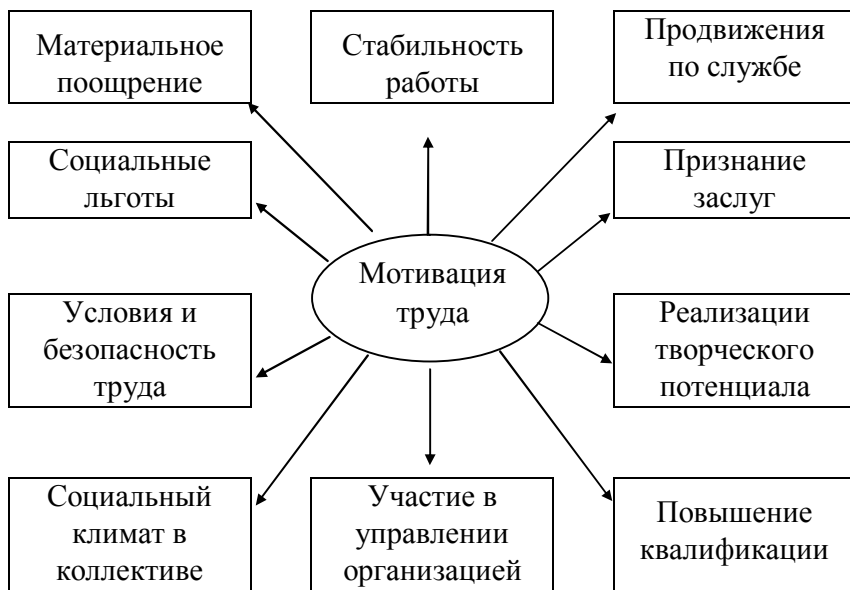 Материальное
поощрение
Стабильность
работы
Продвижения
по службе
Социальные
льготы
Признание
заслуг
Мотивация
труда
Условия и
безопасность
труда
Реализации
творческого
потенциала
Социальный
климат в
коллективе
Участие в
управлении
организацией
Повышение
квалификации